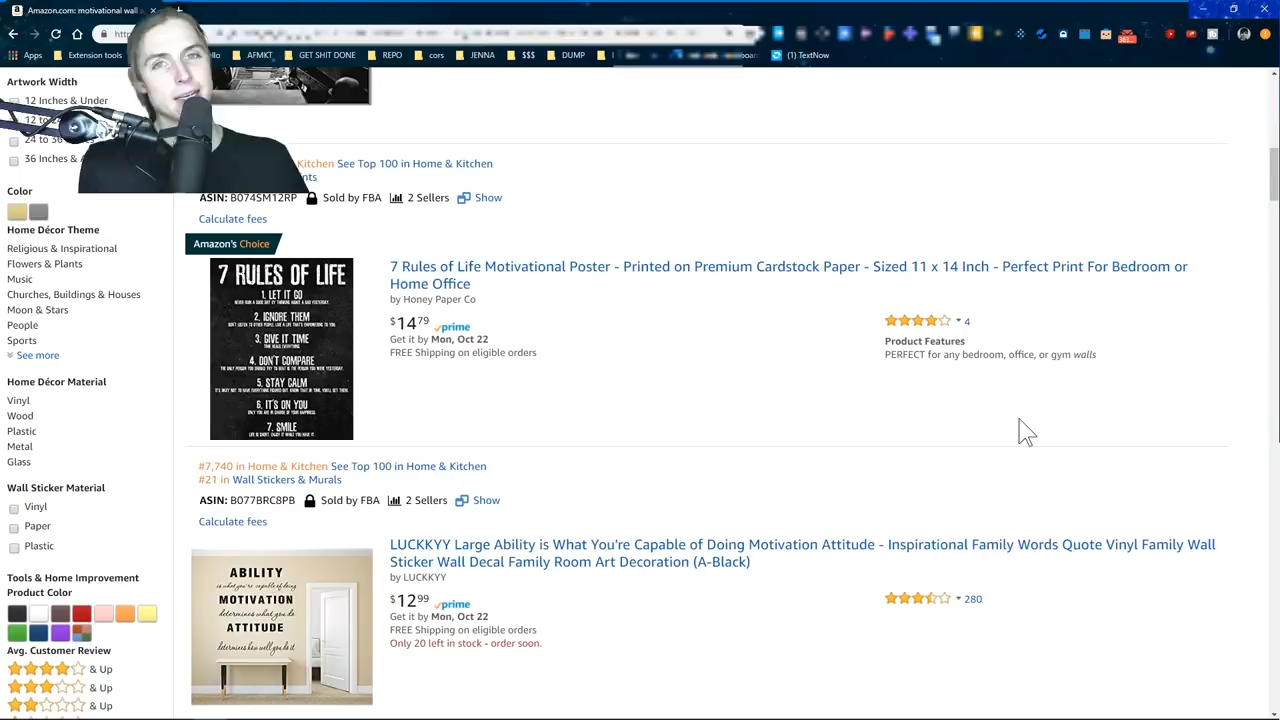 Amazon.com: motivational wall
http
Apps
Extension tools
llo
AFMKT
GET SHIT DONE
REPO
cors
JENNA
$$$
DUMP
(1) TextNow
Artwork Width
12 Inches & Under
12 to
24 to 36
36 Inches &
Color
Home Décor Theme
Religious & Inspirational
Flowers & Plants
Music
Churches, Buildings & Houses
Moon & Stars
People
Sports
See more
Home Décor Material
Vinyl
Wood
Plastic
Metal
Glass
Wall Sticker Material
Vinyl
Paper
Plastic
Tools & Home Improvement
Product Color
Avg. Customer Review
& Up
& Up
& Up
Kitchen See Top 100 in Home & Kitchen
nts
ASIN: B074SM12RP Sold by FBA 2 Sellers Show
Calculate fees
Amazon's Choice
7 RULES OF LIFE
1. LET IT GO
2. IGNORE THEM
3. GIVE IT TIME
4. DON'T COMPARE
5. STAY CALM
6. IT'S ON YOU
7. SMILE
7 Rules of Life Motivational Poster - Printed on Premium Cardstock Paper - Sized 11 x 14 Inch - Perfect Print For Bedroom or
Home Office
by Honey Paper Co
$14 79 prime
Get it by Mon, Oct 22
FREE Shipping on eligible orders
4
Product Features
PERFECT for any bedroom, office, or gym walls
#7,740 in Home & Kitchen See Top 100 in Home & Kitchen
#21 in Wall Stickers & Murals
ASIN: B077BRC8PB Sold by FBA 2 Sellers Show
Calculate fees
ABILITY
is what you're capable of doing
MOTIVATION
determines what you do
ATTITUDE
determines how well you do it
LUCKKYY Large Ability is What You're Capable of Doing Motivation Attitude - Inspirational Family Words Quote Vinyl Family Wall
Sticker Wall Decal Family Room Art Decoration (A-Black)
by LUCKKYY
$12 99 prime
Get it by Mon, Oct 22
FREE Shipping on eligible orders
Only 20 left in stock - order soon.
280